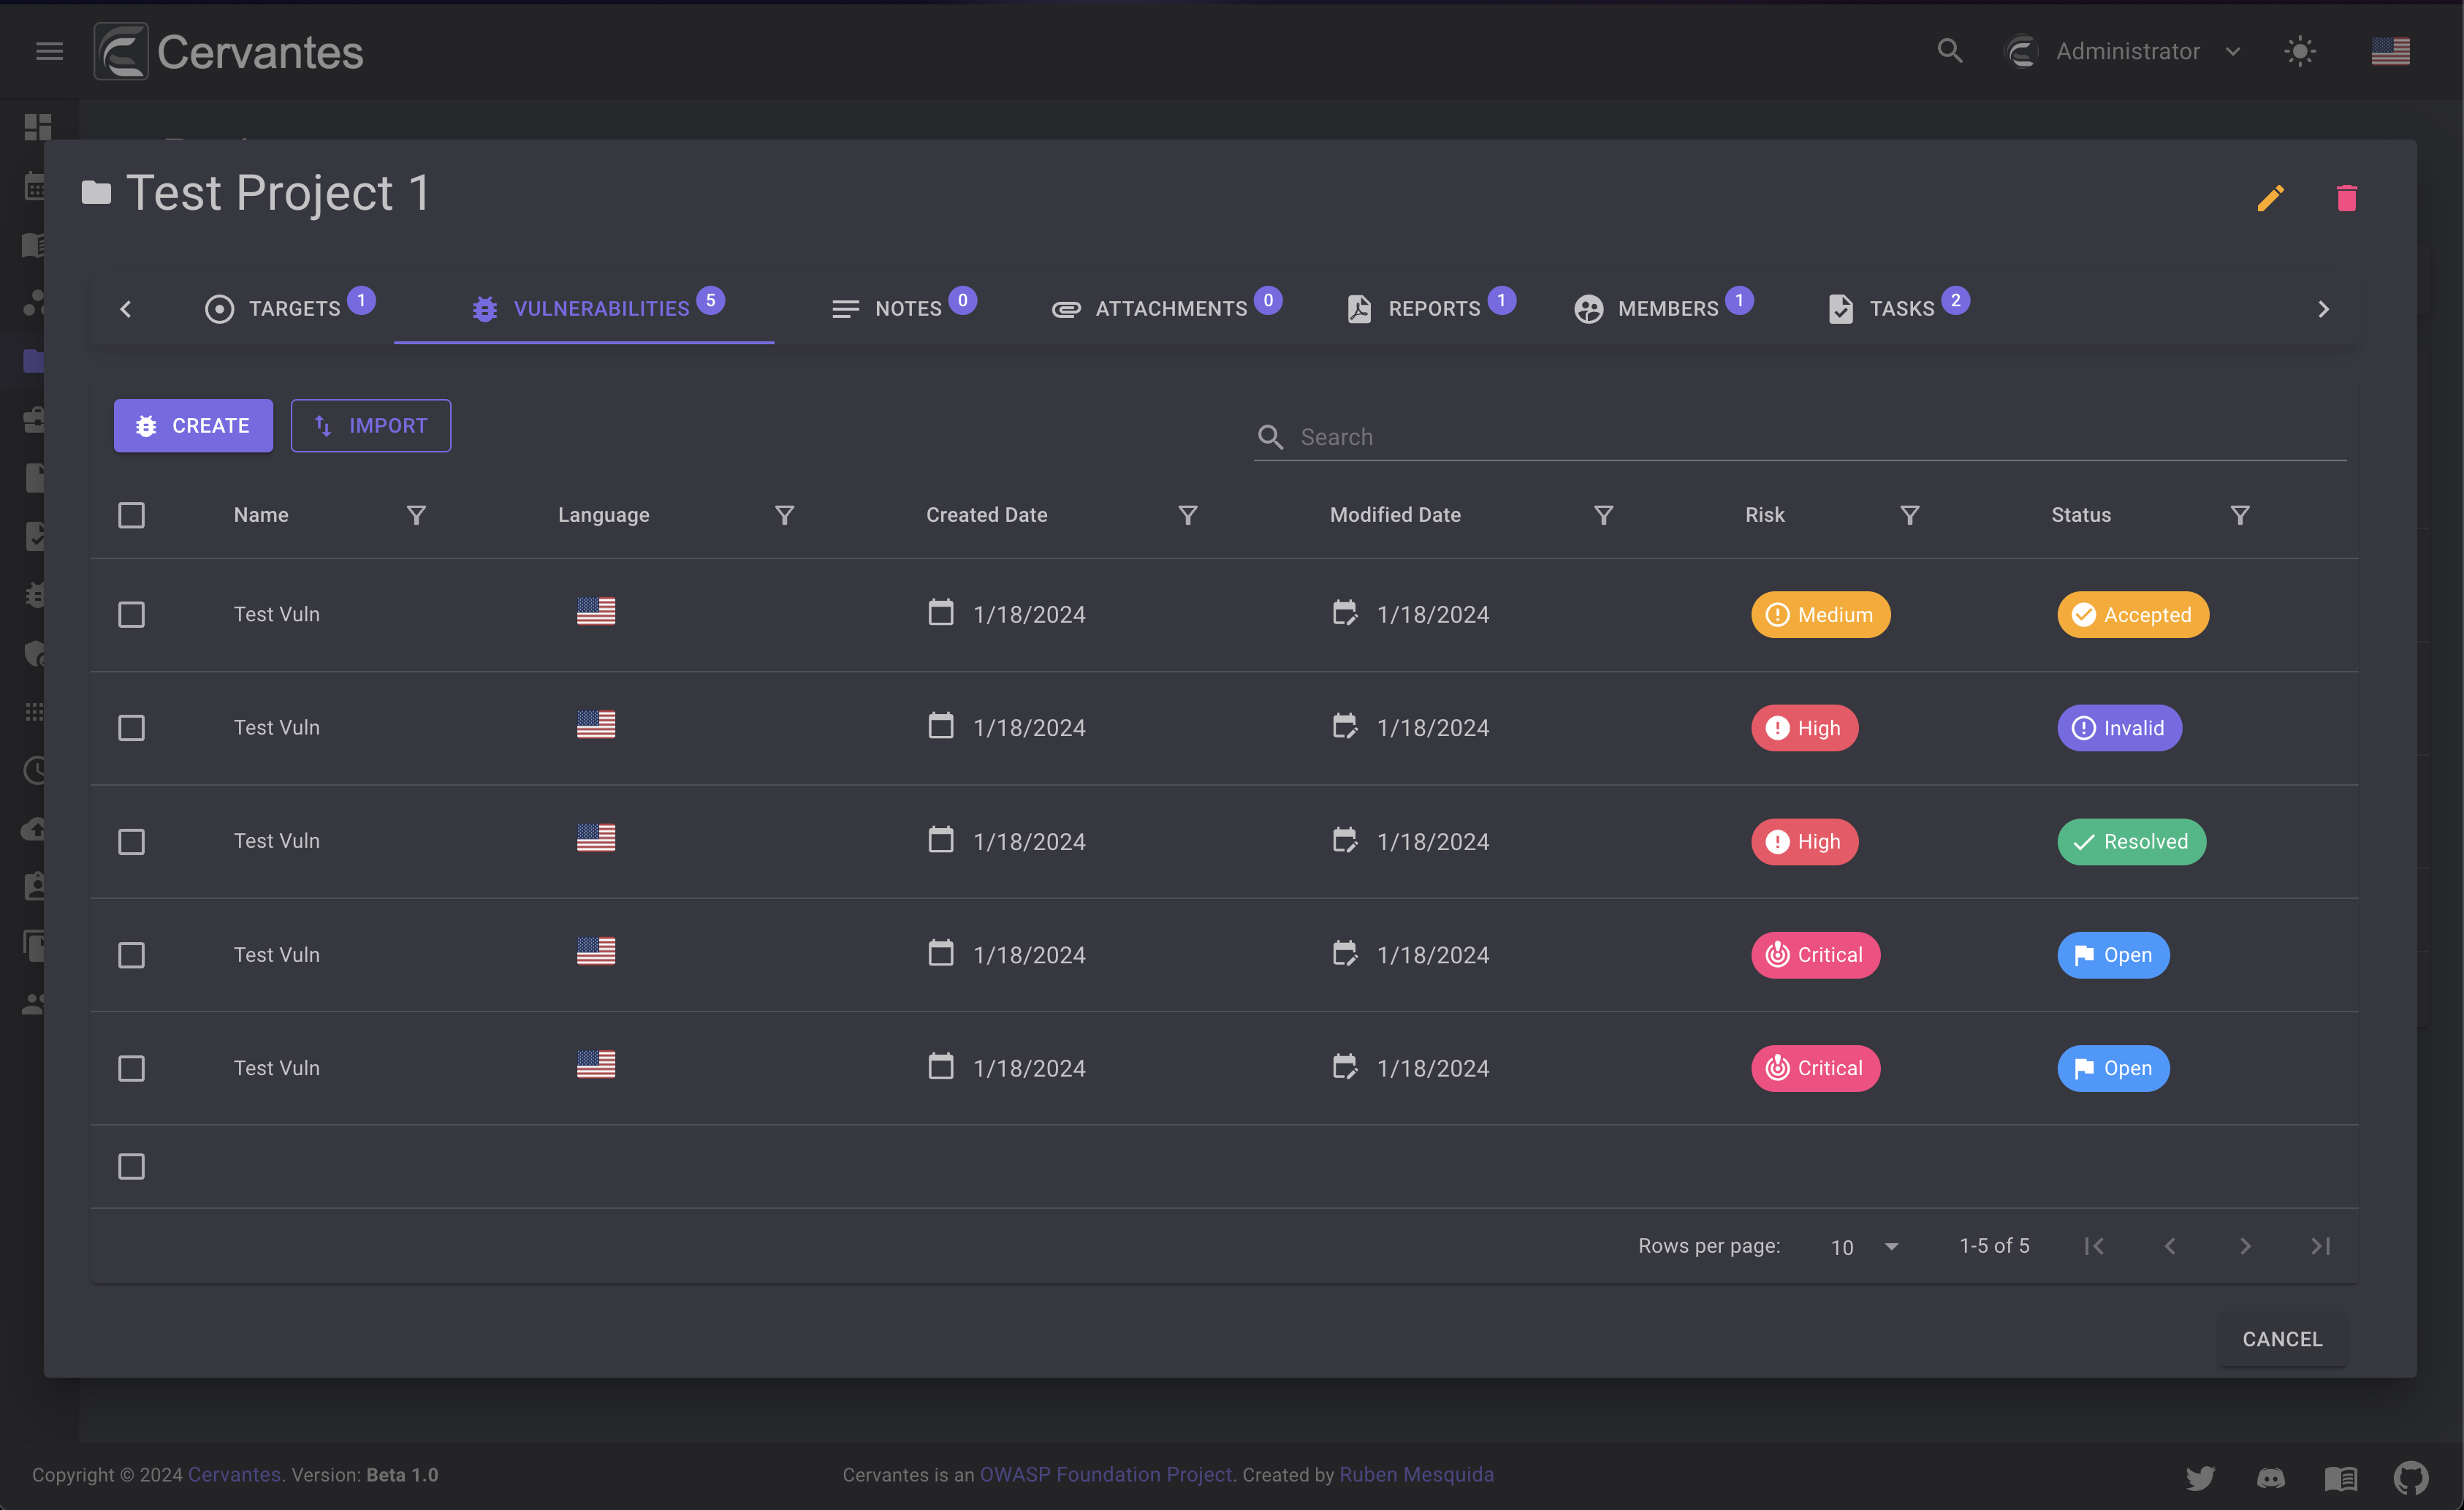 Cervantes
Administrator
Test Project 1
TARGETS 1 VULNERABILITIES 5 NOTES 0 ATTACHMENTS 0 REPORTS 1 MEMBERS 1 TASKS 2
CREATE IMPORT Search
Name Language Created Date Modified Date Risk Status
Test Vuln 1/18/2024 1/18/2024 Medium Accepted
Test Vuln 1/18/2024 1/18/2024 High Invalid
Test Vuln 1/18/2024 1/18/2024 High Resolved
Test Vuln 1/18/2024 1/18/2024 Critical Open
Test Vuln 1/18/2024 1/18/2024 Critical Open
Rows per page: 10 1-5 of 5
CANCEL
Copyright © 2024 Cervantes. Version: Beta 1.0 Cervantes is an OWASP Foundation Project. Created by Ruben Mesquida